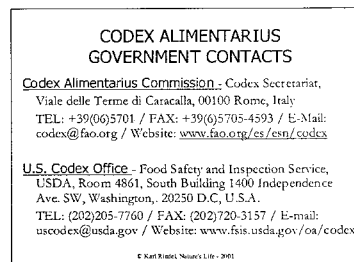 CODEX ALIMENTARIUS
GOVERNMENT CONTACTS
Codex Alimentarius Commission - Codex Secretariat,
Viale delle Terme di Caracalla, 00100 Rome, Italy
TEL: +39(06)5701 / FAX: +39(6)5705-4593 / E-Mail:
codex@fao.org / Website: www.fao.org/es/esn/codex
U.S. Codex Office - Food Safety and Inspection Service,
USDA, Room 4861, South Building 1400 Independence
Ave. SW, Washington,. 20250 D.C, U.S.A.
TEL: (202)205-7760 / FAX: (202)720-3157 / E-mail:
uscodex@usda.gov / Website: www.fsis.usda.gov/oa/codex
© Karl Riedel, Nature's Life - 2001